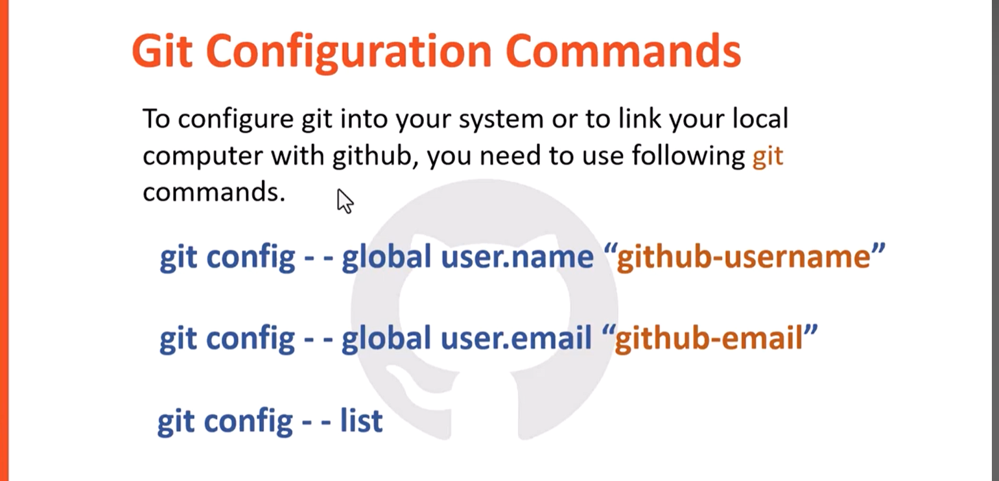 Git Configuration Commands
To configure git into your system or to link your local
computer with github, you need to use following git
commands.
git config - - global user.name “github-username”
git config - - global user.email “github-email”
git config - - list